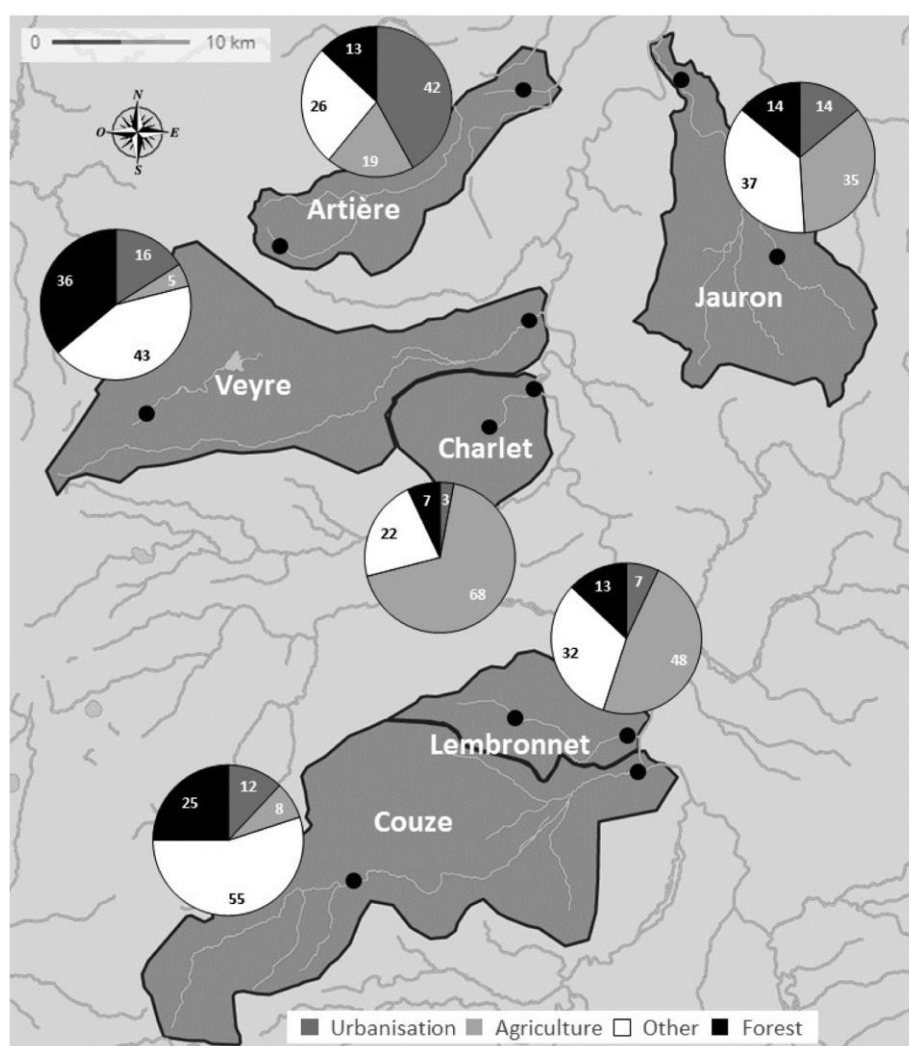 0 10 km
N
O E
S
13 42
26
19
Artière
14 14
37 35
Jauron
36 16
5
43
Veyre
Charlet
7 3
22
68
13 7
32 48
Lembronnet
25 12
8
55
Couze
Urbanisation Agriculture Other Forest